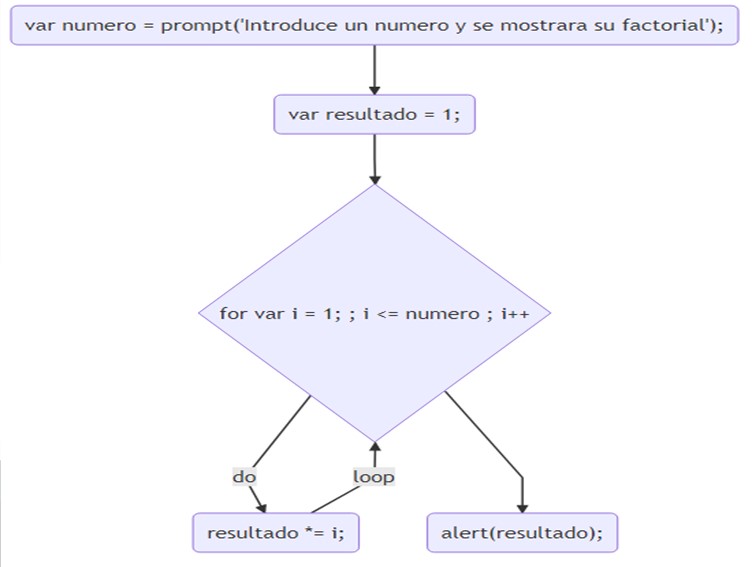 var numero = prompt('Introduce un numero y se mostrara su factorial');
var resultado = 1;
for var i = 1; ; i <= numero ; i++
do
loop
resultado *= i;
alert(resultado);